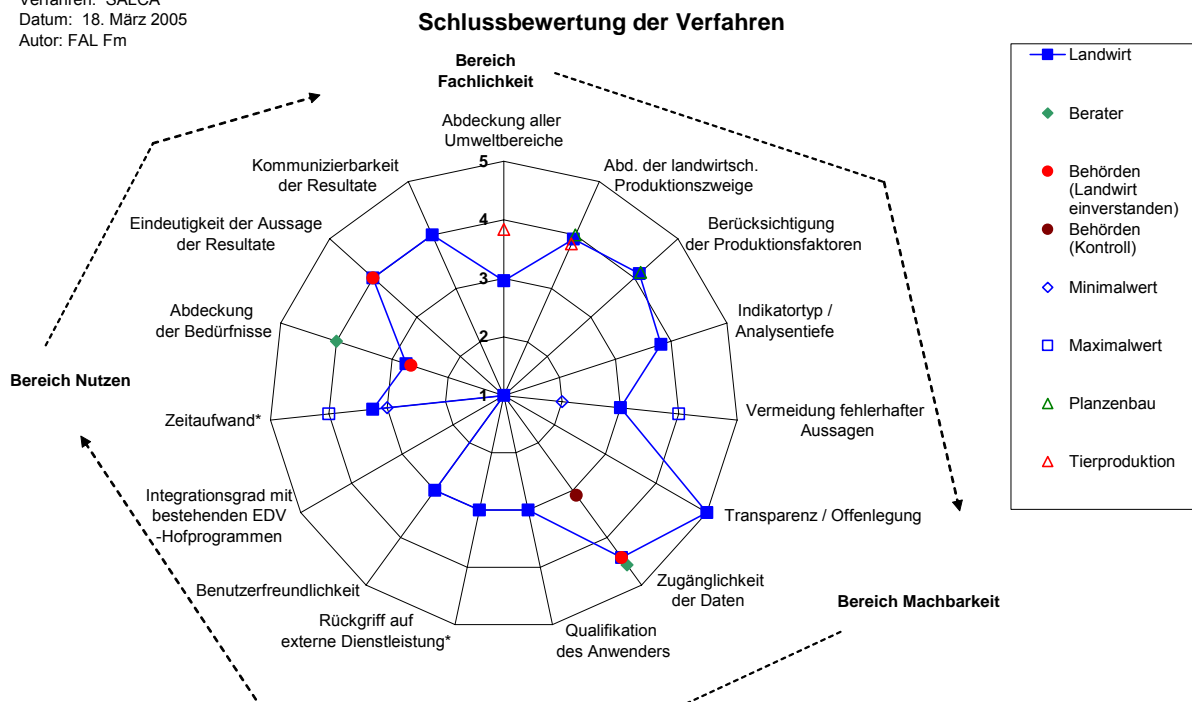 Verfahren: SALCA
Datum: 18. März 2005
Autor: FAL Fm
Schlussbewertung der Verfahren
Bereich
Fachlichkeit
Abdeckung aller
Umweltbereiche
Abd. der landwirtsch.
Produktionszweige
Berücksichtigung
der Produktionsfaktoren
Indikatortyp /
Analysentiefe
Vermeidung fehlerhafter
Aussagen
Transparenz / Offenlegung
Zugänglichkeit
der Daten
Bereich Machbarkeit
Qualifikation
des Anwenders
Rückgriff auf
externe Dienstleistung*
Benutzerfreundlichkeit
Integrationsgrad mit
bestehenden EDV
-Hofprogrammen
Zeitaufwand*
Bereich Nutzen
Abdeckung
der Bedürfnisse
Eindeutigkeit der Aussage
der Resultate
Kommunizierbarkeit
der Resultate
5
4
3
2
1
Landwirt
Berater
Behörden
(Landwirt
einverstanden)
Behörden
(Kontroll)
Minimalwert
Maximalwert
Planzenbau
Tierproduktion